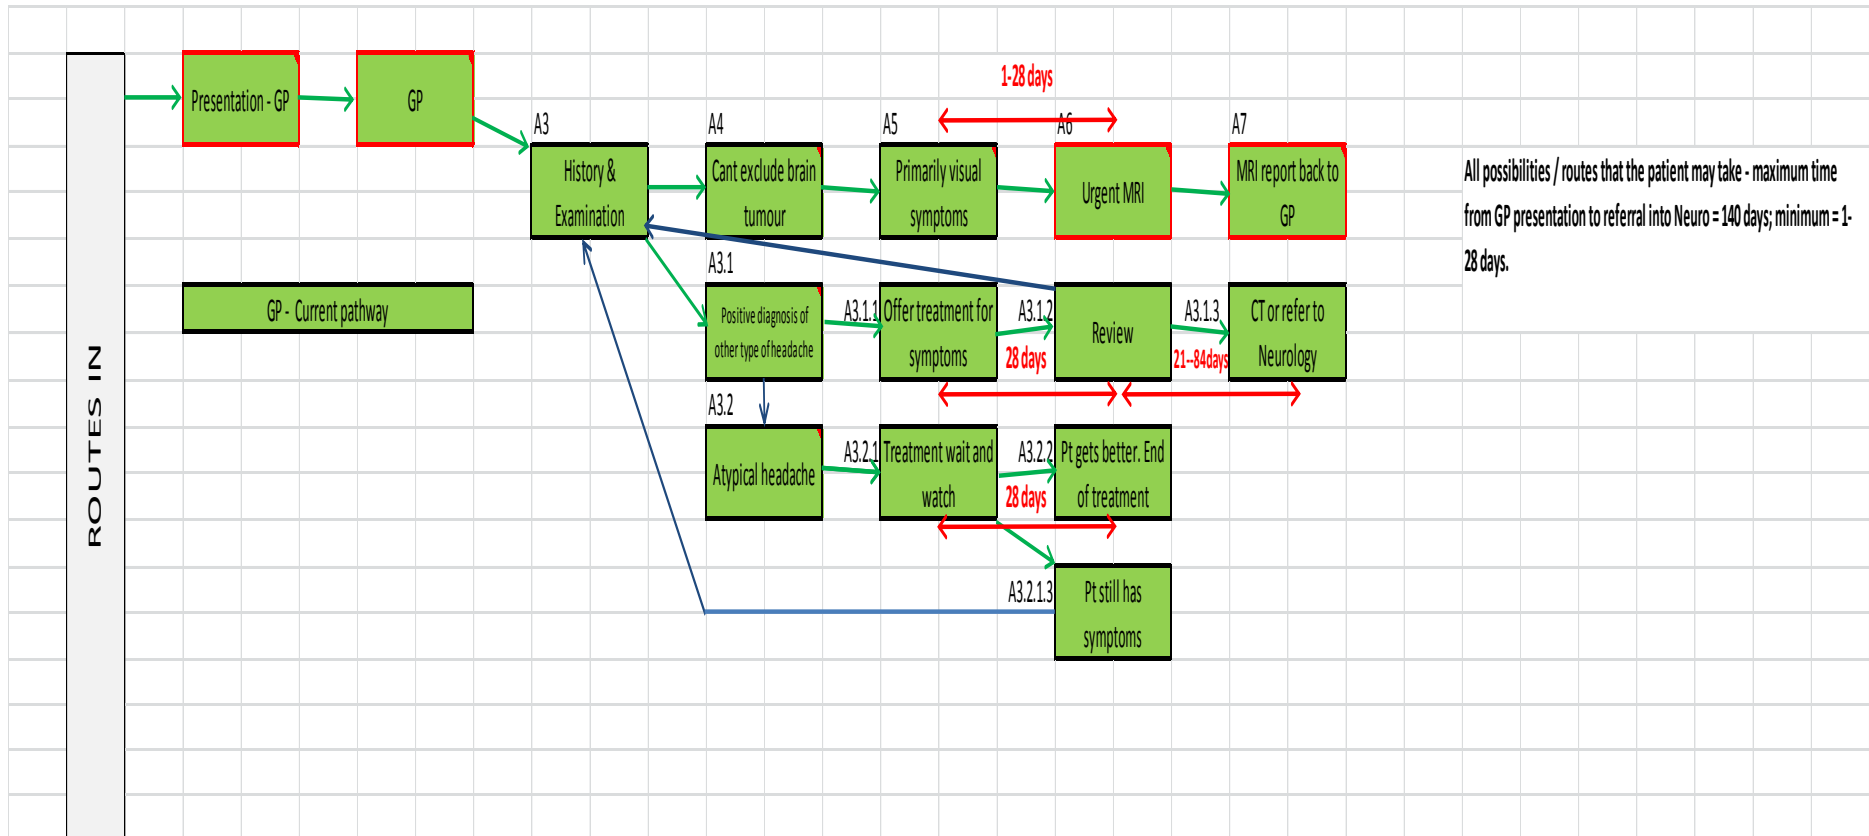 1-28 days
Presentation - GP
GP
A3
A4
A5
A6
A7
History &
Examination
Cant exclude brain
tumour
Primarily visual
symptoms
Urgent MRI
MRI report back to
GP
All possibilities / routes that the patient may take - maximum time
from GP presentation to referral into Neuro = 140 days; minimum = 1-
28 days.
A3.1
GP - Current pathway
Positive diagnosis of
other type of headache
A3.1.1
Offer treatment for
symptoms
A3.1.2
28 days
Review
A3.1.3
21--84days
CT or refer to
Neurology
ROUTES IN
A3.2
Atypical headache
A3.2.1
Treatment wait and
watch
A3.2.2
28 days
Pt gets better. End
of treatment
A3.2.1.3
Pt still has
symptoms